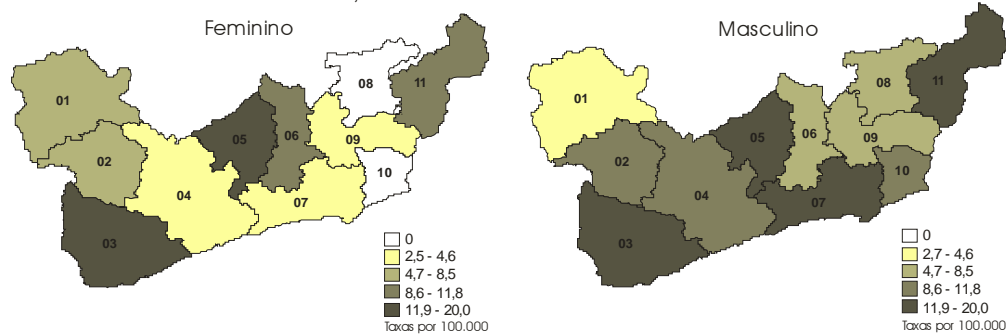 Feminino
01
02
03
04
05
06
07
08
09
10
11
0
2,5 - 4,6
4,7 - 8,5
8,6 - 11,8
11,9 - 20,0
Taxas por 100.000
Masculino
01
02
03
04
05
06
07
08
09
10
11
0
2,7 - 4,6
4,7 - 8,5
8,6 - 11,8
11,9 - 20,0
Taxas por 100.000